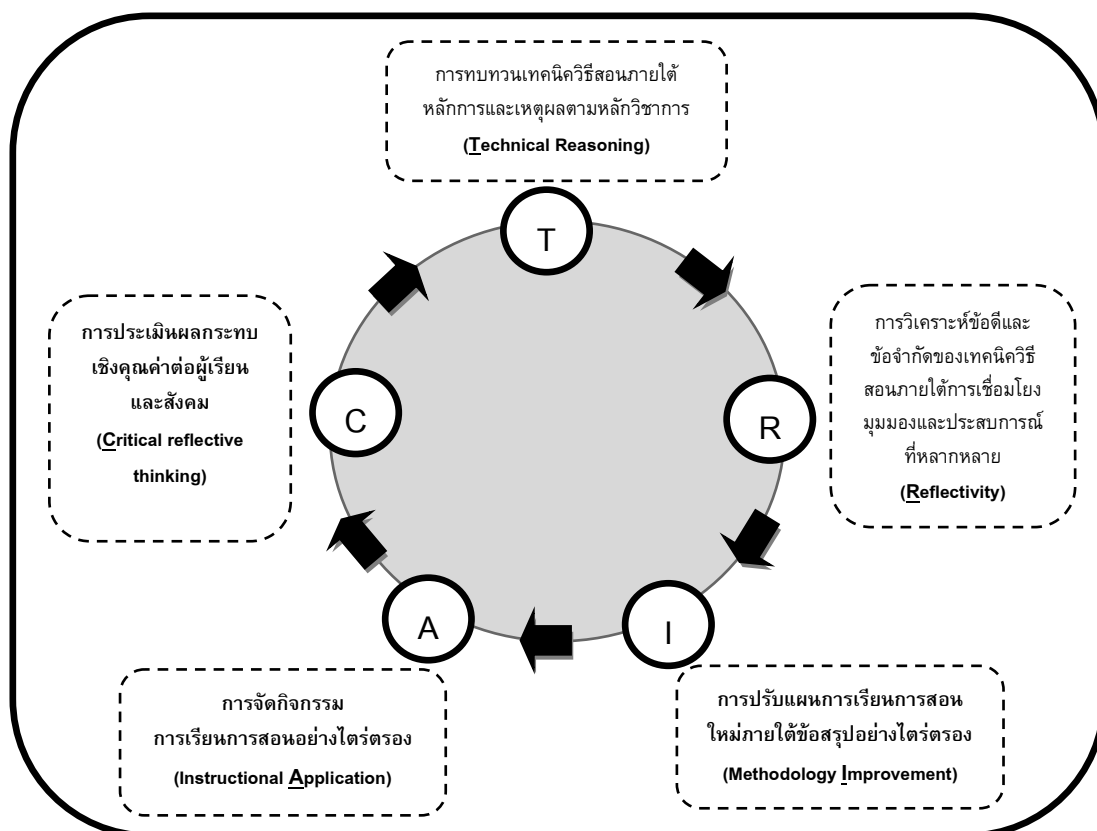 การทบทวนเทคนิควิธีสอนภายใต้
หลักการและเหตุผลตามหลักวิชาการ
(Technical Reasoning)
T
การวิเคราะห์ข้อดีและ
ข้อจำกัดของเทคนิควิธี
สอนภายใต้การเชื่อมโยง
มุมมองและประสบการณ์
ที่หลากหลาย
(Reflectivity)
R
การปรับแผนการเรียนการสอน
ใหม่ภายใต้ข้อสรุปอย่างไตร่ตรอง
(Methodology Improvement)
I
การจัดกิจกรรม
การเรียนการสอนอย่างไตร่ตรอง
(Instructional Application)
A
การประเมินผลกระทบ
เชิงคุณค่าต่อผู้เรียน
และสังคม
(Critical reflective
thinking)
C